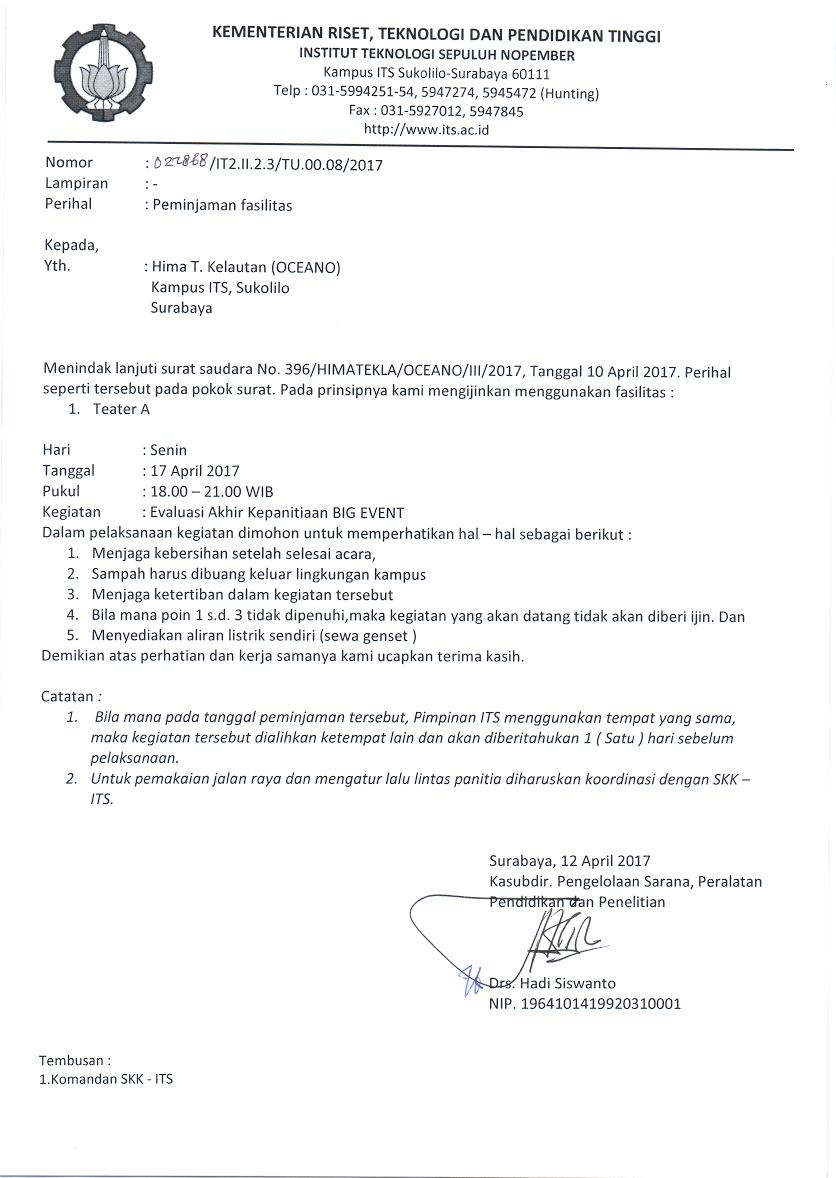 KEMENTERIAN RISET, TEKNOLOGI DAN PENDIDIKAN TINGGI
INSTITUT TEKNOLOGI SEPULUH NOPEMBER
Kampus ITS Sukolilo-Surabaya 60111
Telp : 031-5994251-54, 5947274, 5945472 (Hunting)
Fax : 031-5927012, 5947845
http://www.its.ac.id
Nomor : 022868/IT2.II.2.3/TU.00.08/2017
Lampiran : -
Perihal : Peminjaman fasilitas
Kepada,
Yth. : Hima T. Kelautan (OCEANO)
Kampus ITS, Sukolilo
Surabaya
Menindak lanjuti surat saudara No. 396/HIMATEKLA/OCEANO/III/2017, Tanggal 10 April 2017. Perihal
seperti tersebut pada pokok surat. Pada prinsipnya kami mengijinkan menggunakan fasilitas :
1. Teater A
Hari : Senin
Tanggal : 17 April 2017
Pukul : 18.00 – 21.00 WIB
Kegiatan : Evaluasi Akhir Kepanitiaan BIG EVENT
Dalam pelaksanaan kegiatan dimohon untuk memperhatikan hal – hal sebagai berikut :
1. Menjaga kebersihan setelah selesai acara,
2. Sampah harus dibuang keluar lingkungan kampus
3. Menjaga ketertiban dalam kegiatan tersebut
4. Bila mana poin 1 s.d. 3 tidak dipenuhi,maka kegiatan yang akan datang tidak akan diberi ijin. Dan
5. Menyediakan aliran listrik sendiri (sewa genset )
Demikian atas perhatian dan kerja samanya kami ucapkan terima kasih.
Catatan :
1. Bila mana pada tanggal peminjaman tersebut, Pimpinan ITS menggunakan tempat yang sama,
maka kegiatan tersebut dialihkan ketempat lain dan akan diberitahukan 1 ( Satu ) hari sebelum
pelaksanaan.
2. Untuk pemakaian jalan raya dan mengatur lalu lintas panitia diharuskan koordinasi dengan SKK –
ITS.
Surabaya, 12 April 2017
Kasubdir. Pengelolaan Sarana, Peralatan
Pendidikan dan Penelitian
Drs. Hadi Siswanto
NIP. 1964101419920310001
Tembusan :
1.Komandan SKK - ITS